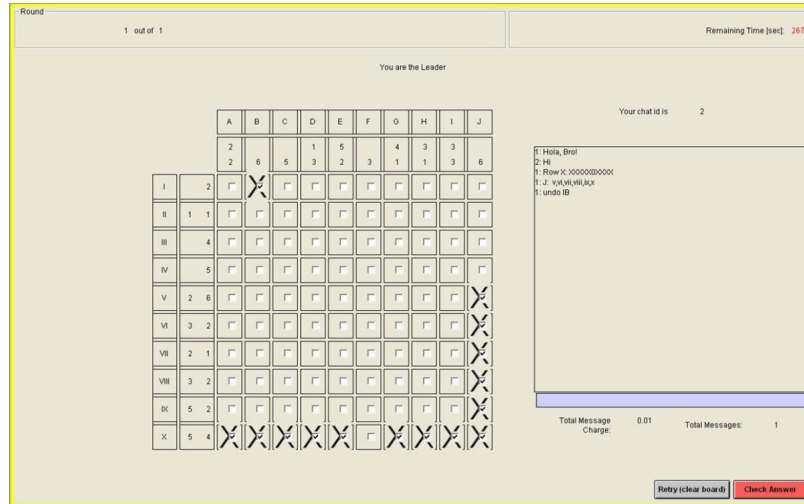 Round
1 out of 1
Remaining Time [sec]: 267
You are the Leader
Your chat id is 2
A B C D E F G H I J
2 1 5 4 3 3
2 6 5 3 2 3 1 1 3 6
I 2
II 1 1
III 4
IV 5
V 2 6
VI 3 2
VII 2 1
VIII 3 2
IX 5 2
X 5 4
1: Hola, Bro!
2: Hi
1: Row X: XXXXX0XXXX
1: J: v,vi,vii,viii,ix,x
1: undo IB
Total Message Charge: 0.01
Total Messages: 1
Retry (clear board)
Check Answer